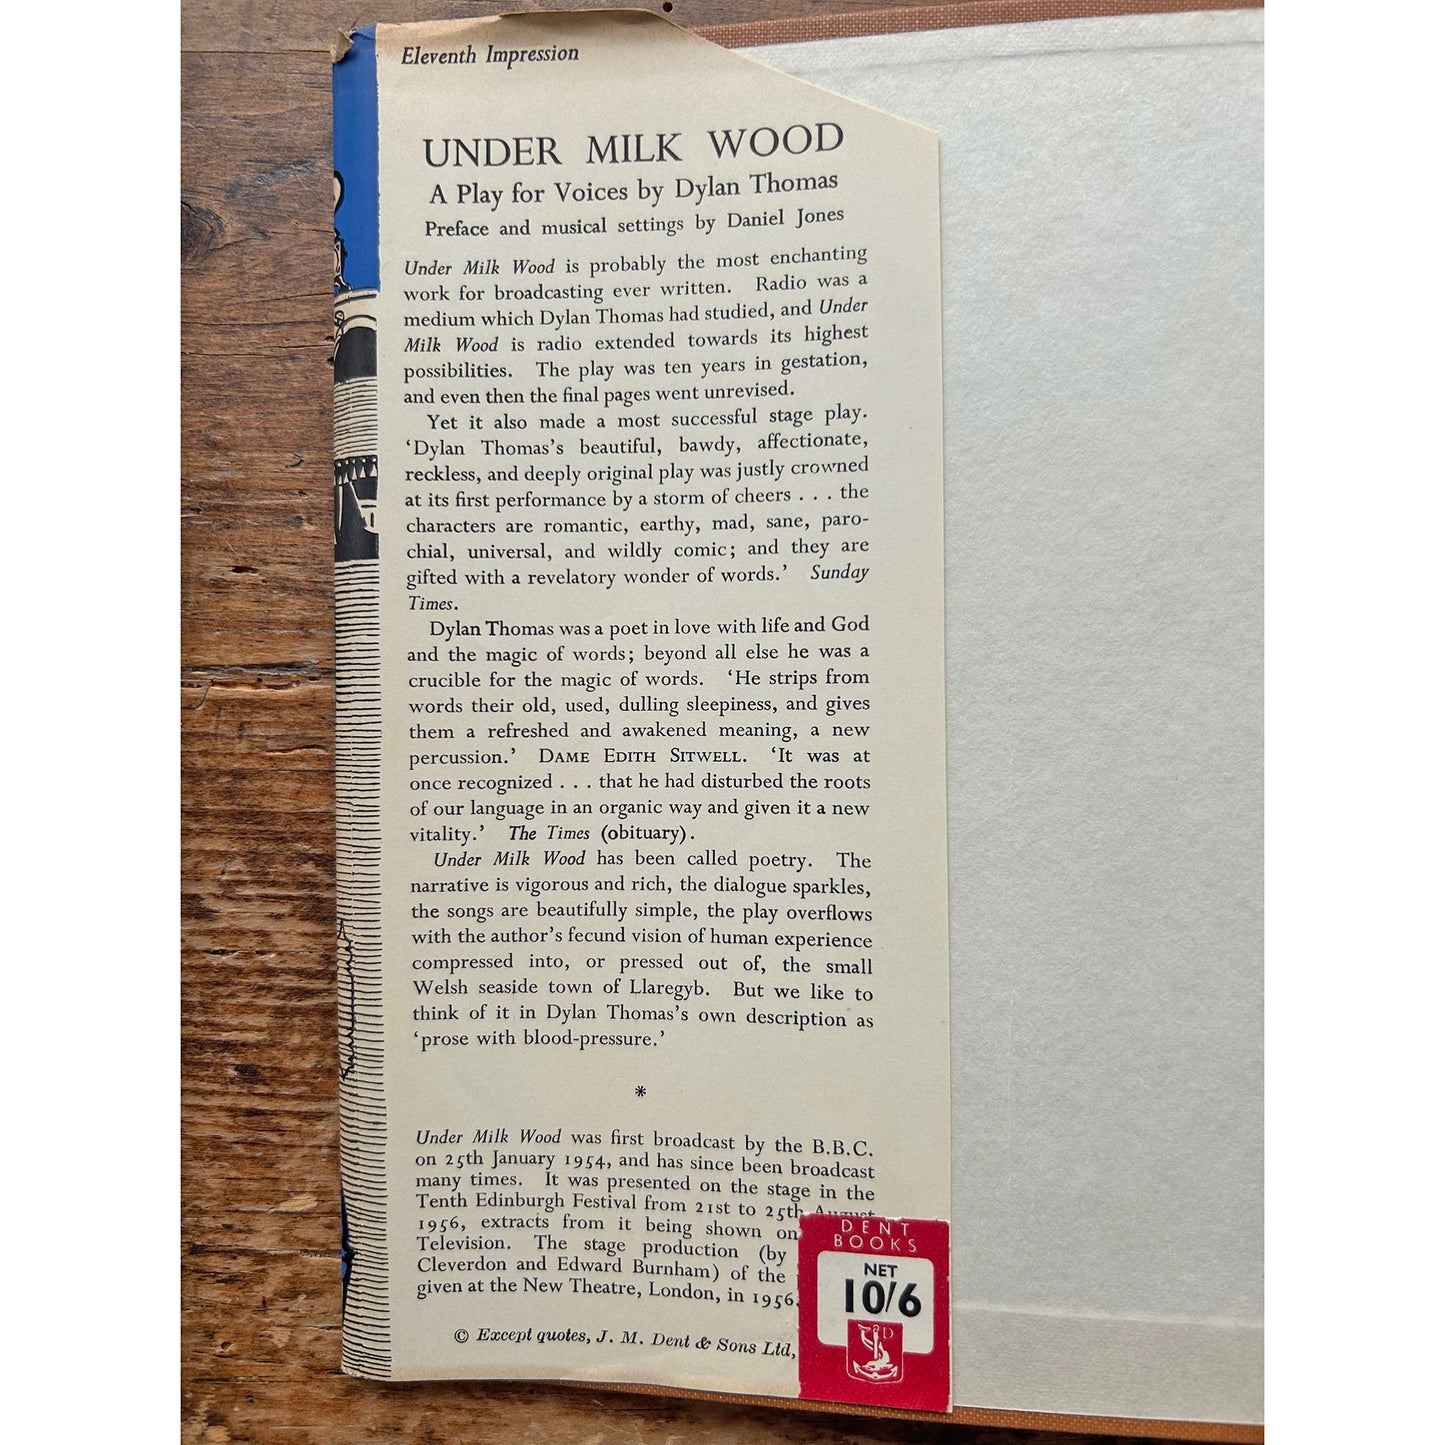 Eleventh Impression
UNDER MILK WOOD
A Play for Voices by Dylan Thomas
Preface and musical settings by Daniel Jones
Under Milk Wood is probably the most enchanting
work for broadcasting ever written. Radio was a
medium which Dylan Thomas had studied, and Under
Milk Wood is radio extended towards its highest
possibilities. The play was ten years in gestation,
and even then the final pages went unrevised.
Yet it also made a most successful stage play.
‘Dylan Thomas’s beautiful, bawdy, affectionate,
reckless, and deeply original play was justly crowned
at its first performance by a storm of cheers . . . the
characters are romantic, earthy, mad, sane, paro-
chial, universal, and wildly comic; and they are
gifted with a revelatory wonder of words.’ Sunday
Times.
Dylan Thomas was a poet in love with life and God
and the magic of words; beyond all else he was a
crucible for the magic of words. ‘He strips from
words their old, used, dulling sleepiness, and gives
them a refreshed and awakened meaning, a new
percussion.’ DAME EDITH SITWELL. ‘It was at
once recognized . . . that he had disturbed the roots
of our language in an organic way and given it a new
vitality.’ The Times (obituary).
Under Milk Wood has been called poetry. The
narrative is vigorous and rich, the dialogue sparkles,
the songs are beautifully simple, the play overflows
with the author’s fecund vision of human experience
compressed into, or pressed out of, the small
Welsh seaside town of Llaregyb. But we like to
think of it in Dylan Thomas’s own description as
‘prose with blood-pressure.’
*
Under Milk Wood was first broadcast by the B.B.C.
on 25th January 1954, and has since been broadcast
many times. It was presented on the stage in the
Tenth Edinburgh Festival from 21st to 25th August
1956, extracts from it being shown on
Television. The stage production (by
Cleverdon and Edward Burnham) of the
given at the New Theatre, London, in 1956.
© Except quotes, J. M. Dent & Sons Ltd,
DENT
BOOKS
NET
10/6
D